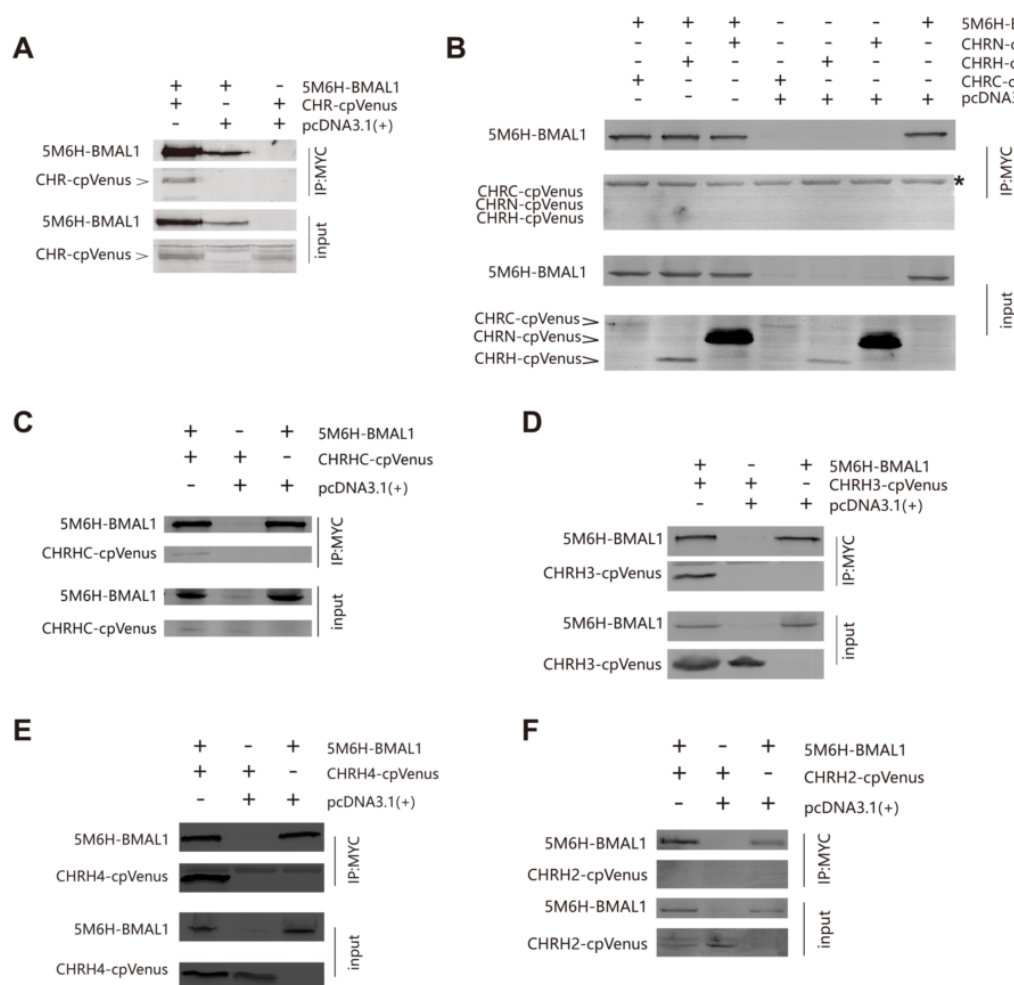 A
+ + - 5M6H-BMAL1
+ - + CHR-cpVenus
- + + pcDNA3.1(+)
5M6H-BMAL1
CHR-cpVenus >
IP:MYC
5M6H-BMAL1
CHR-cpVenus >
input
B
+ + + - - - + 5M6H-B
- - + - - + - CHRN-c
- + - - + - - CHRH-c
+ - - + - - - CHRC-c
- - - + + + + pcDNA3
5M6H-BMAL1
*
CHRC-cpVenus
CHRN-cpVenus
CHRH-cpVenus
IP:MYC
5M6H-BMAL1
CHRC-cpVenus >
CHRN-cpVenus >
CHRH-cpVenus >
input
C
+ - + 5M6H-BMAL1
+ + - CHRHC-cpVenus
- + + pcDNA3.1(+)
5M6H-BMAL1
CHRHC-cpVenus
IP:MYC
5M6H-BMAL1
CHRHC-cpVenus
input
D
+ - + 5M6H-BMAL1
+ + - CHRH3-cpVenus
- + + pcDNA3.1(+)
5M6H-BMAL1
CHRH3-cpVenus
IP:MYC
5M6H-BMAL1
CHRH3-cpVenus
input
E
+ - + 5M6H-BMAL1
+ + - CHRH4-cpVenus
- + + pcDNA3.1(+)
5M6H-BMAL1
CHRH4-cpVenus
IP:MYC
5M6H-BMAL1
CHRH4-cpVenus
input
F
+ - + 5M6H-BMAL1
+ + - CHRH2-cpVenus
- + + pcDNA3.1(+)
5M6H-BMAL1
CHRH2-cpVenus
IP:MYC
5M6H-BMAL1
CHRH2-cpVenus
input